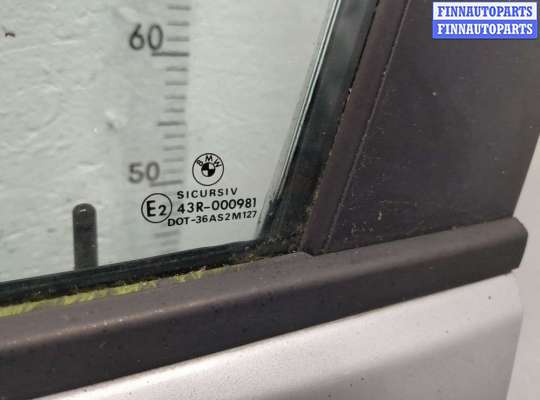 FINNAUTOPARTS
FINNAUTOPARTS
60
50
BMW
SICURSIV
E2 43R-000981
DOT-36AS2M127